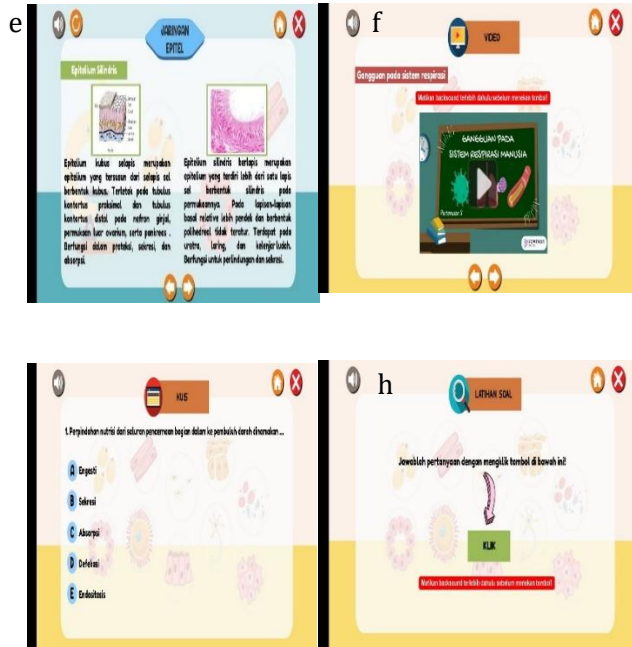 e
JARINGAN
EPITEL
Epitelium Silindris
Epitelium kubus selapis merupakan
epitelium yang tersusun dari selapis sel
berbentuk kubus. Terletak pada tubulus
kontortus proksimal dan tubulus
kontortus distal pada nefron ginjal,
permukaan luar ovarium, serta pankreas .
Berfungsi dalam proteksi, sekresi, dan
absorpsi.
Epitelium silindris berlapis merupakan
epitelium yang terdiri lebih dari satu lapis
sel berbentuk silindris pada
permukaannya. Pada lapisan-lapisan
basal relative lebih pendek dan berbentuk
polihedreal tidak teratur. Terdapat pada
uretra, laring, dan kelenjar ludah.
Berfungsi untuk perlindungan dan sekresi.
f
VIDEO
Gangguan pada sistem respirasi
Matikan backsound terlebih dahulu sebelum menekan tombol!
GANGGUAN PADA
SISTEM RESPIRASI MANUSIA
Pertemuan 3
KUIS
1. Perpindahan nutrisi dari saluran pencernaan bagian dalam ke pembuluh darah dinamakan ...
A Engesti
B Sekresi
C Absorpsi
D Defekasi
E Endositosis
h
LATIHAN SOAL
Jawablah pertanyaan dengan mengklik tombol di bawah ini!
KLIK
Matikan backsound terlebih dahulu sebelum menekan tombol!